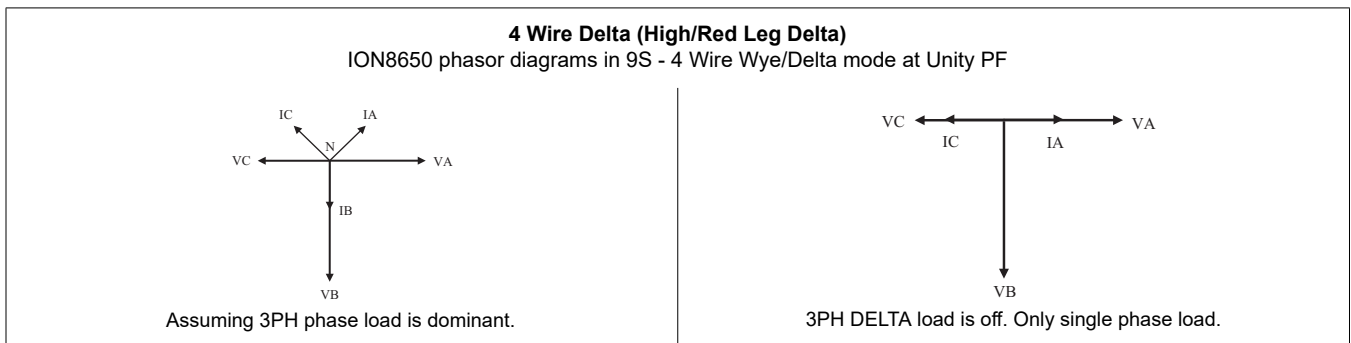 4 Wire Delta (High/Red Leg Delta)
ION8650 phasor diagrams in 9S - 4 Wire Wye/Delta mode at Unity PF
IC
IA
N
VC
VA
IB
VB
Assuming 3PH phase load is dominant.
VC
VA
IC
IA
VB
3PH DELTA load is off. Only single phase load.